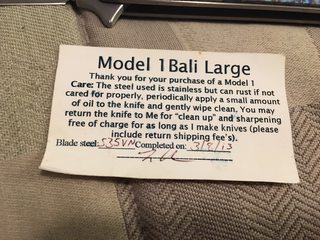 Model 1Bali Large
Thank you for your purchase of a Model 1
Care: The steel used is stainless but can rust if not
cared for properly, periodically apply a small amount
of oil to the knife and gently wipe clean. You may
return the knife to Me for "clean up" and sharpening
free of charge for as long as I make knives (please
include return shipping fee's).
Blade steel: S35VN Completed on: 3/3/13